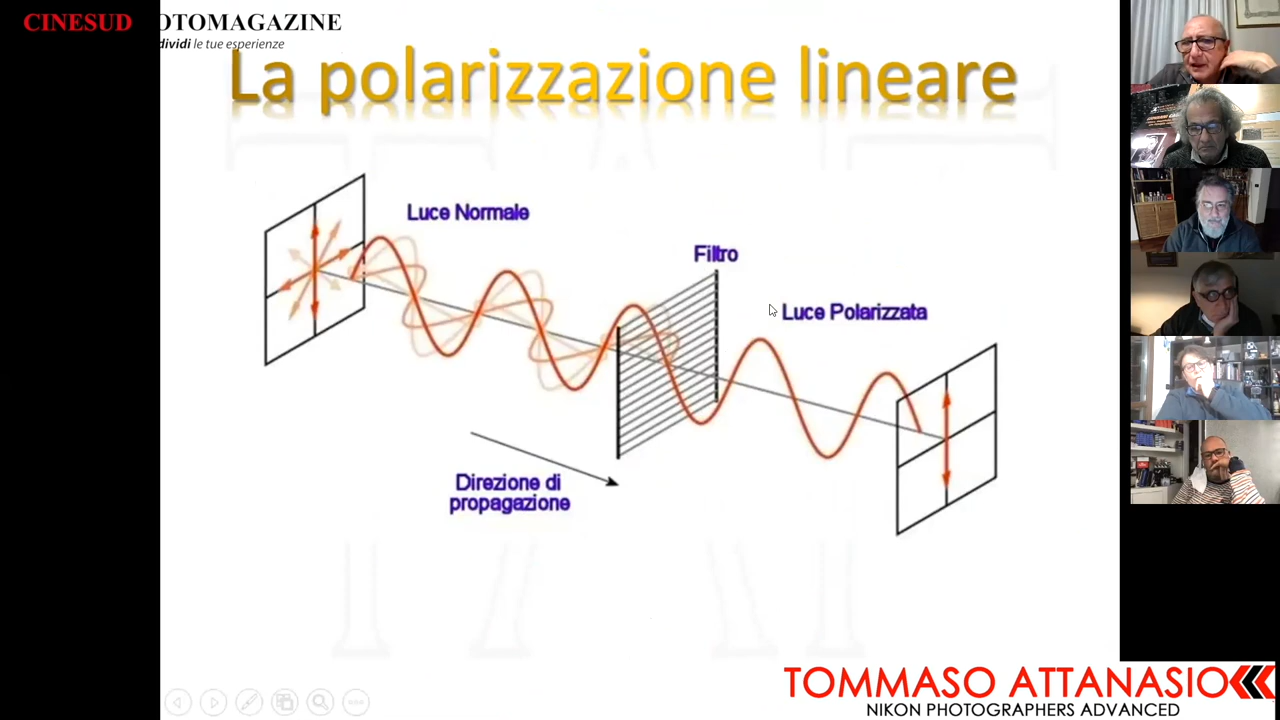 CINESUD OTOMAGAZINE
dividi le tue esperienze
La polarizzazione lineare
Luce Normale
Filtro
Luce Polarizzata
Direzione di
propagazione
TOMMASO ATTANASIO
NIKON PHOTOGRAPHERS ADVANCED